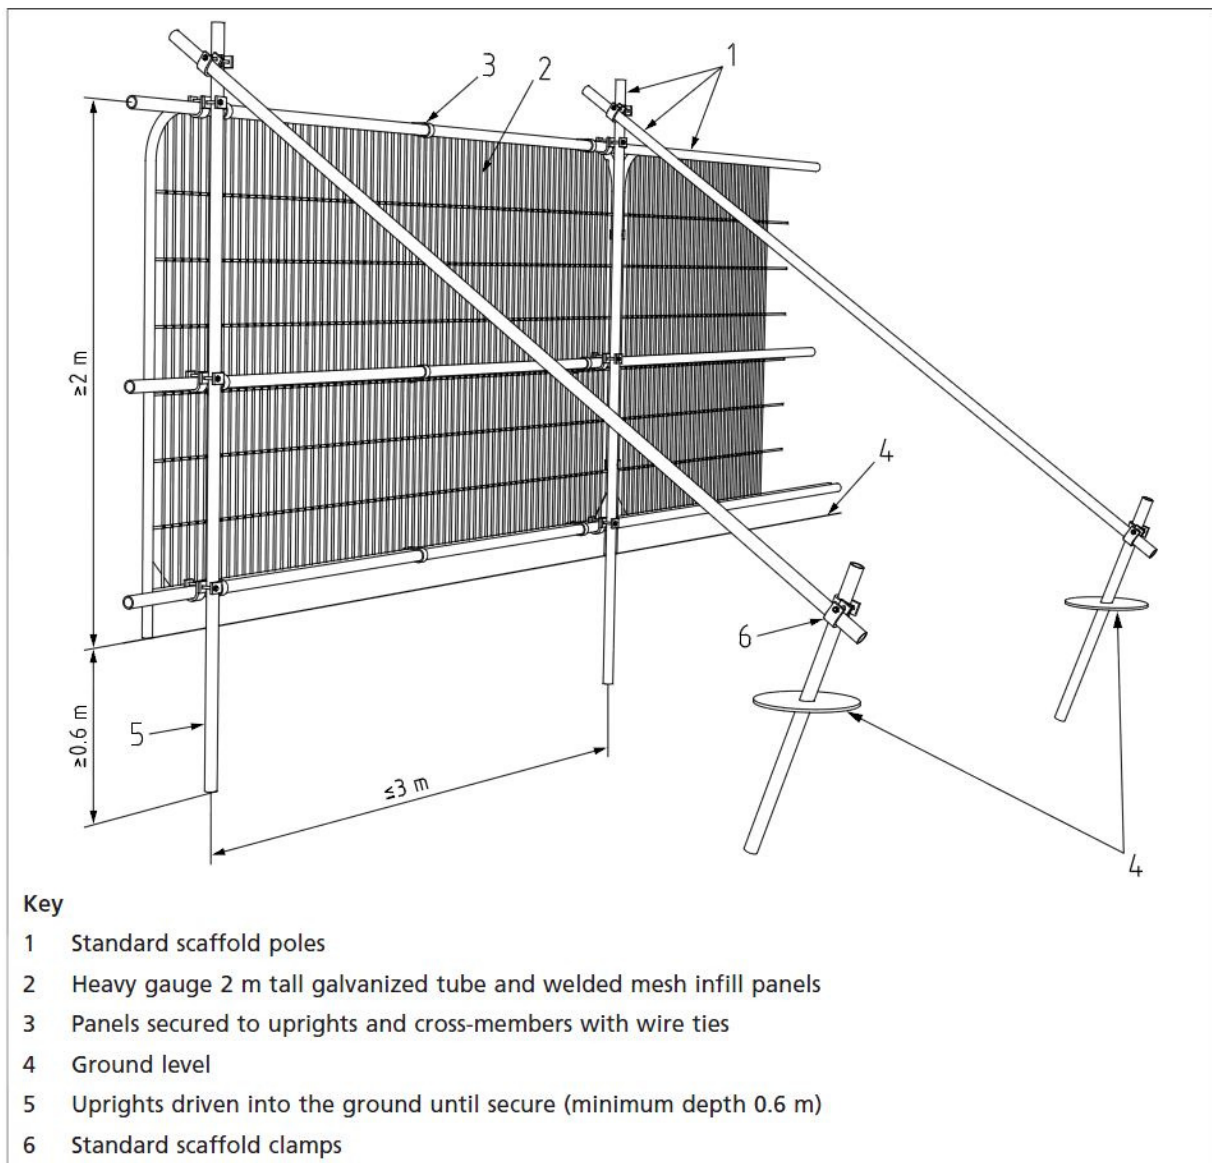 3
2
1
≥2 m
4
6
5
≥0.6 m
≤3 m
4
Key
1 Standard scaffold poles
2 Heavy gauge 2 m tall galvanized tube and welded mesh infill panels
3 Panels secured to uprights and cross-members with wire ties
4 Ground level
5 Uprights driven into the ground until secure (minimum depth 0.6 m)
6 Standard scaffold clamps